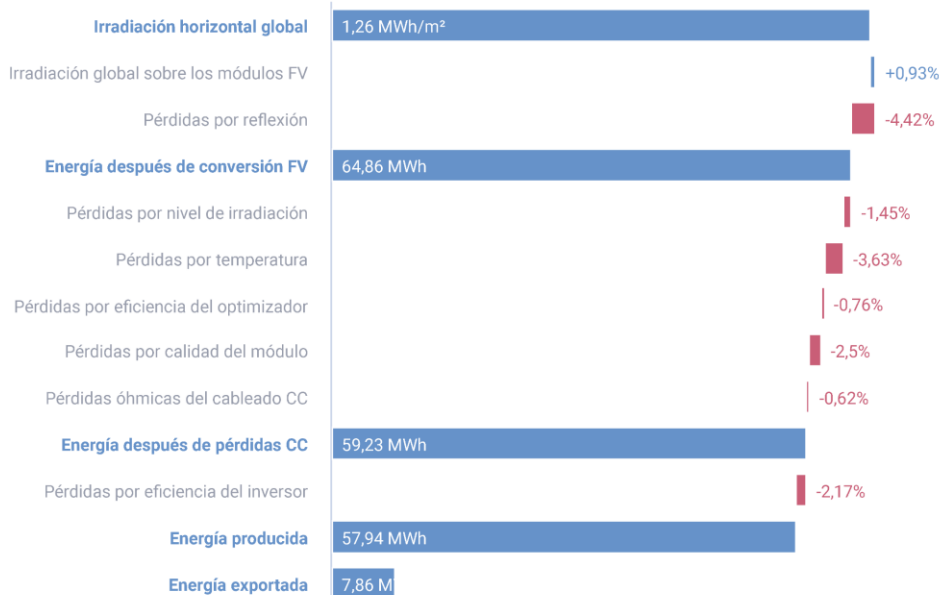 Irradiación horizontal global 1,26 MWh/m²
Irradiación global sobre los módulos FV +0,93%
Pérdidas por reflexión -4,42%
Energía después de conversión FV 64,86 MWh
Pérdidas por nivel de irradiación -1,45%
Pérdidas por temperatura -3,63%
Pérdidas por eficiencia del optimizador -0,76%
Pérdidas por calidad del módulo -2,5%
Pérdidas óhmicas del cableado CC -0,62%
Energía después de pérdidas CC 59,23 MWh
Pérdidas por eficiencia del inversor -2,17%
Energía producida 57,94 MWh
Energía exportada 7,86 M